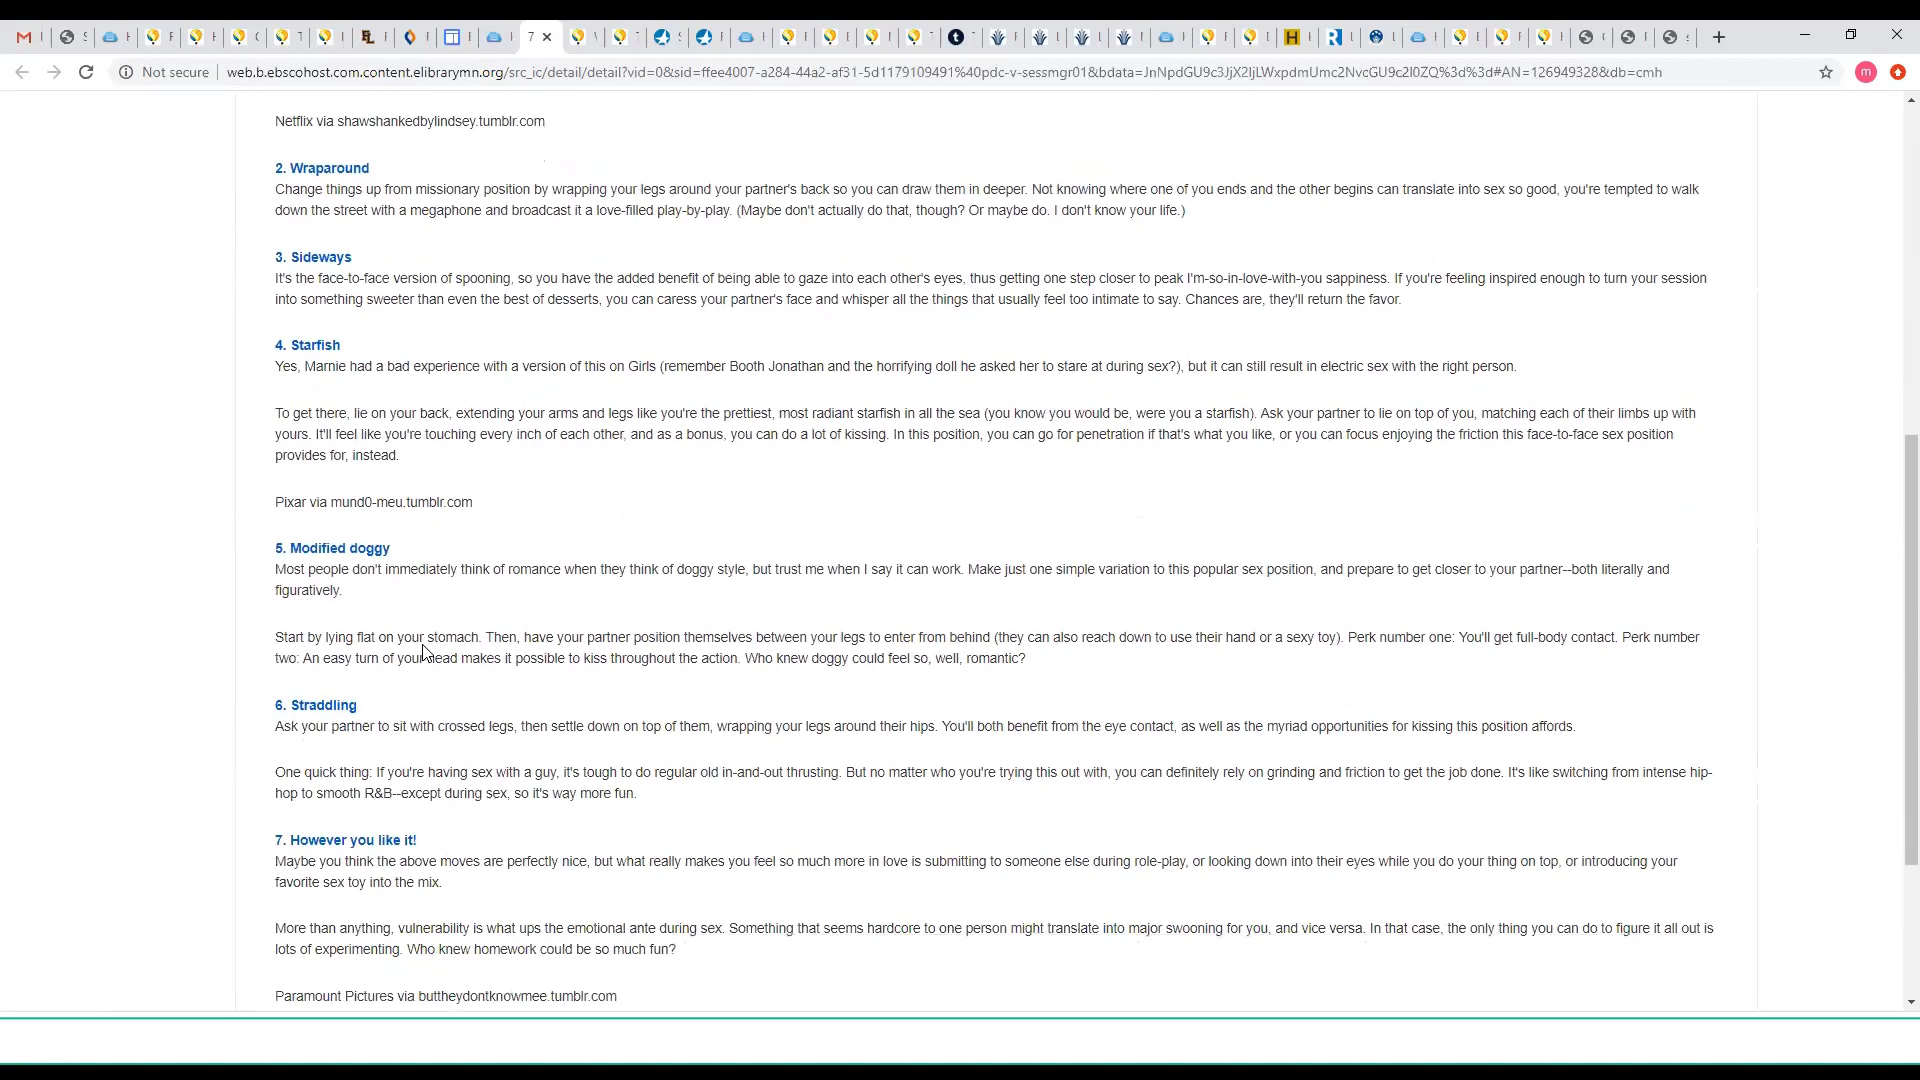 7
m
Not secure
web.b.ebscohost.com.content.elibrarymn.org/src_ic/detail/detail?vid=0&sid=ffee4007-a284-44a2-af31-5d1179109491%40pdc-v-sessmgr01&bdata=JnNpdGU9c3JjX2ljLWxpdmUmc2NvcGU9c2l0ZQ%3d%3d#AN=126949328&db=cmh
Netflix via shawshankedbylindsey.tumblr.com
2. Wraparound
Change things up from missionary position by wrapping your legs around your partner's back so you can draw them in deeper. Not knowing where one of you ends and the other begins can translate into sex so good, you're tempted to walk
down the street with a megaphone and broadcast it a love-filled play-by-play. (Maybe don't actually do that, though? Or maybe do. I don't know your life.)
3. Sideways
It's the face-to-face version of spooning, so you have the added benefit of being able to gaze into each other's eyes, thus getting one step closer to peak I'm-so-in-love-with-you sappiness. If you're feeling inspired enough to turn your session
into something sweeter than even the best of desserts, you can caress your partner's face and whisper all the things that usually feel too intimate to say. Chances are, they'll return the favor.
4. Starfish
Yes, Marnie had a bad experience with a version of this on Girls (remember Booth Jonathan and the horrifying doll he asked her to stare at during sex?), but it can still result in electric sex with the right person.
To get there, lie on your back, extending your arms and legs like you're the prettiest, most radiant starfish in all the sea (you know you would be, were you a starfish). Ask your partner to lie on top of you, matching each of their limbs up with
yours. It'll feel like you're touching every inch of each other, and as a bonus, you can do a lot of kissing. In this position, you can go for penetration if that's what you like, or you can focus enjoying the friction this face-to-face sex position
provides for, instead.
Pixar via mund0-meu.tumblr.com
5. Modified doggy
Most people don't immediately think of romance when they think of doggy style, but trust me when I say it can work. Make just one simple variation to this popular sex position, and prepare to get closer to your partner--both literally and
figuratively.
Start by lying flat on your stomach. Then, have your partner position themselves between your legs to enter from behind (they can also reach down to use their hand or a sexy toy). Perk number one: You'll get full-body contact. Perk number
two: An easy turn of your head makes it possible to kiss throughout the action. Who knew doggy could feel so, well, romantic?
6. Straddling
Ask your partner to sit with crossed legs, then settle down on top of them, wrapping your legs around their hips. You'll both benefit from the eye contact, as well as the myriad opportunities for kissing this position affords.
One quick thing: If you're having sex with a guy, it's tough to do regular old in-and-out thrusting. But no matter who you're trying this out with, you can definitely rely on grinding and friction to get the job done. It's like switching from intense hip-
hop to smooth R&B--except during sex, so it's way more fun.
7. However you like it!
Maybe you think the above moves are perfectly nice, but what really makes you feel so much more in love is submitting to someone else during role-play, or looking down into their eyes while you do your thing on top, or introducing your
favorite sex toy into the mix.
More than anything, vulnerability is what ups the emotional ante during sex. Something that seems hardcore to one person might translate into major swooning for you, and vice versa. In that case, the only thing you can do to figure it all out is
lots of experimenting. Who knew homework could be so much fun?
Paramount Pictures via buttheydontknowmee.tumblr.com